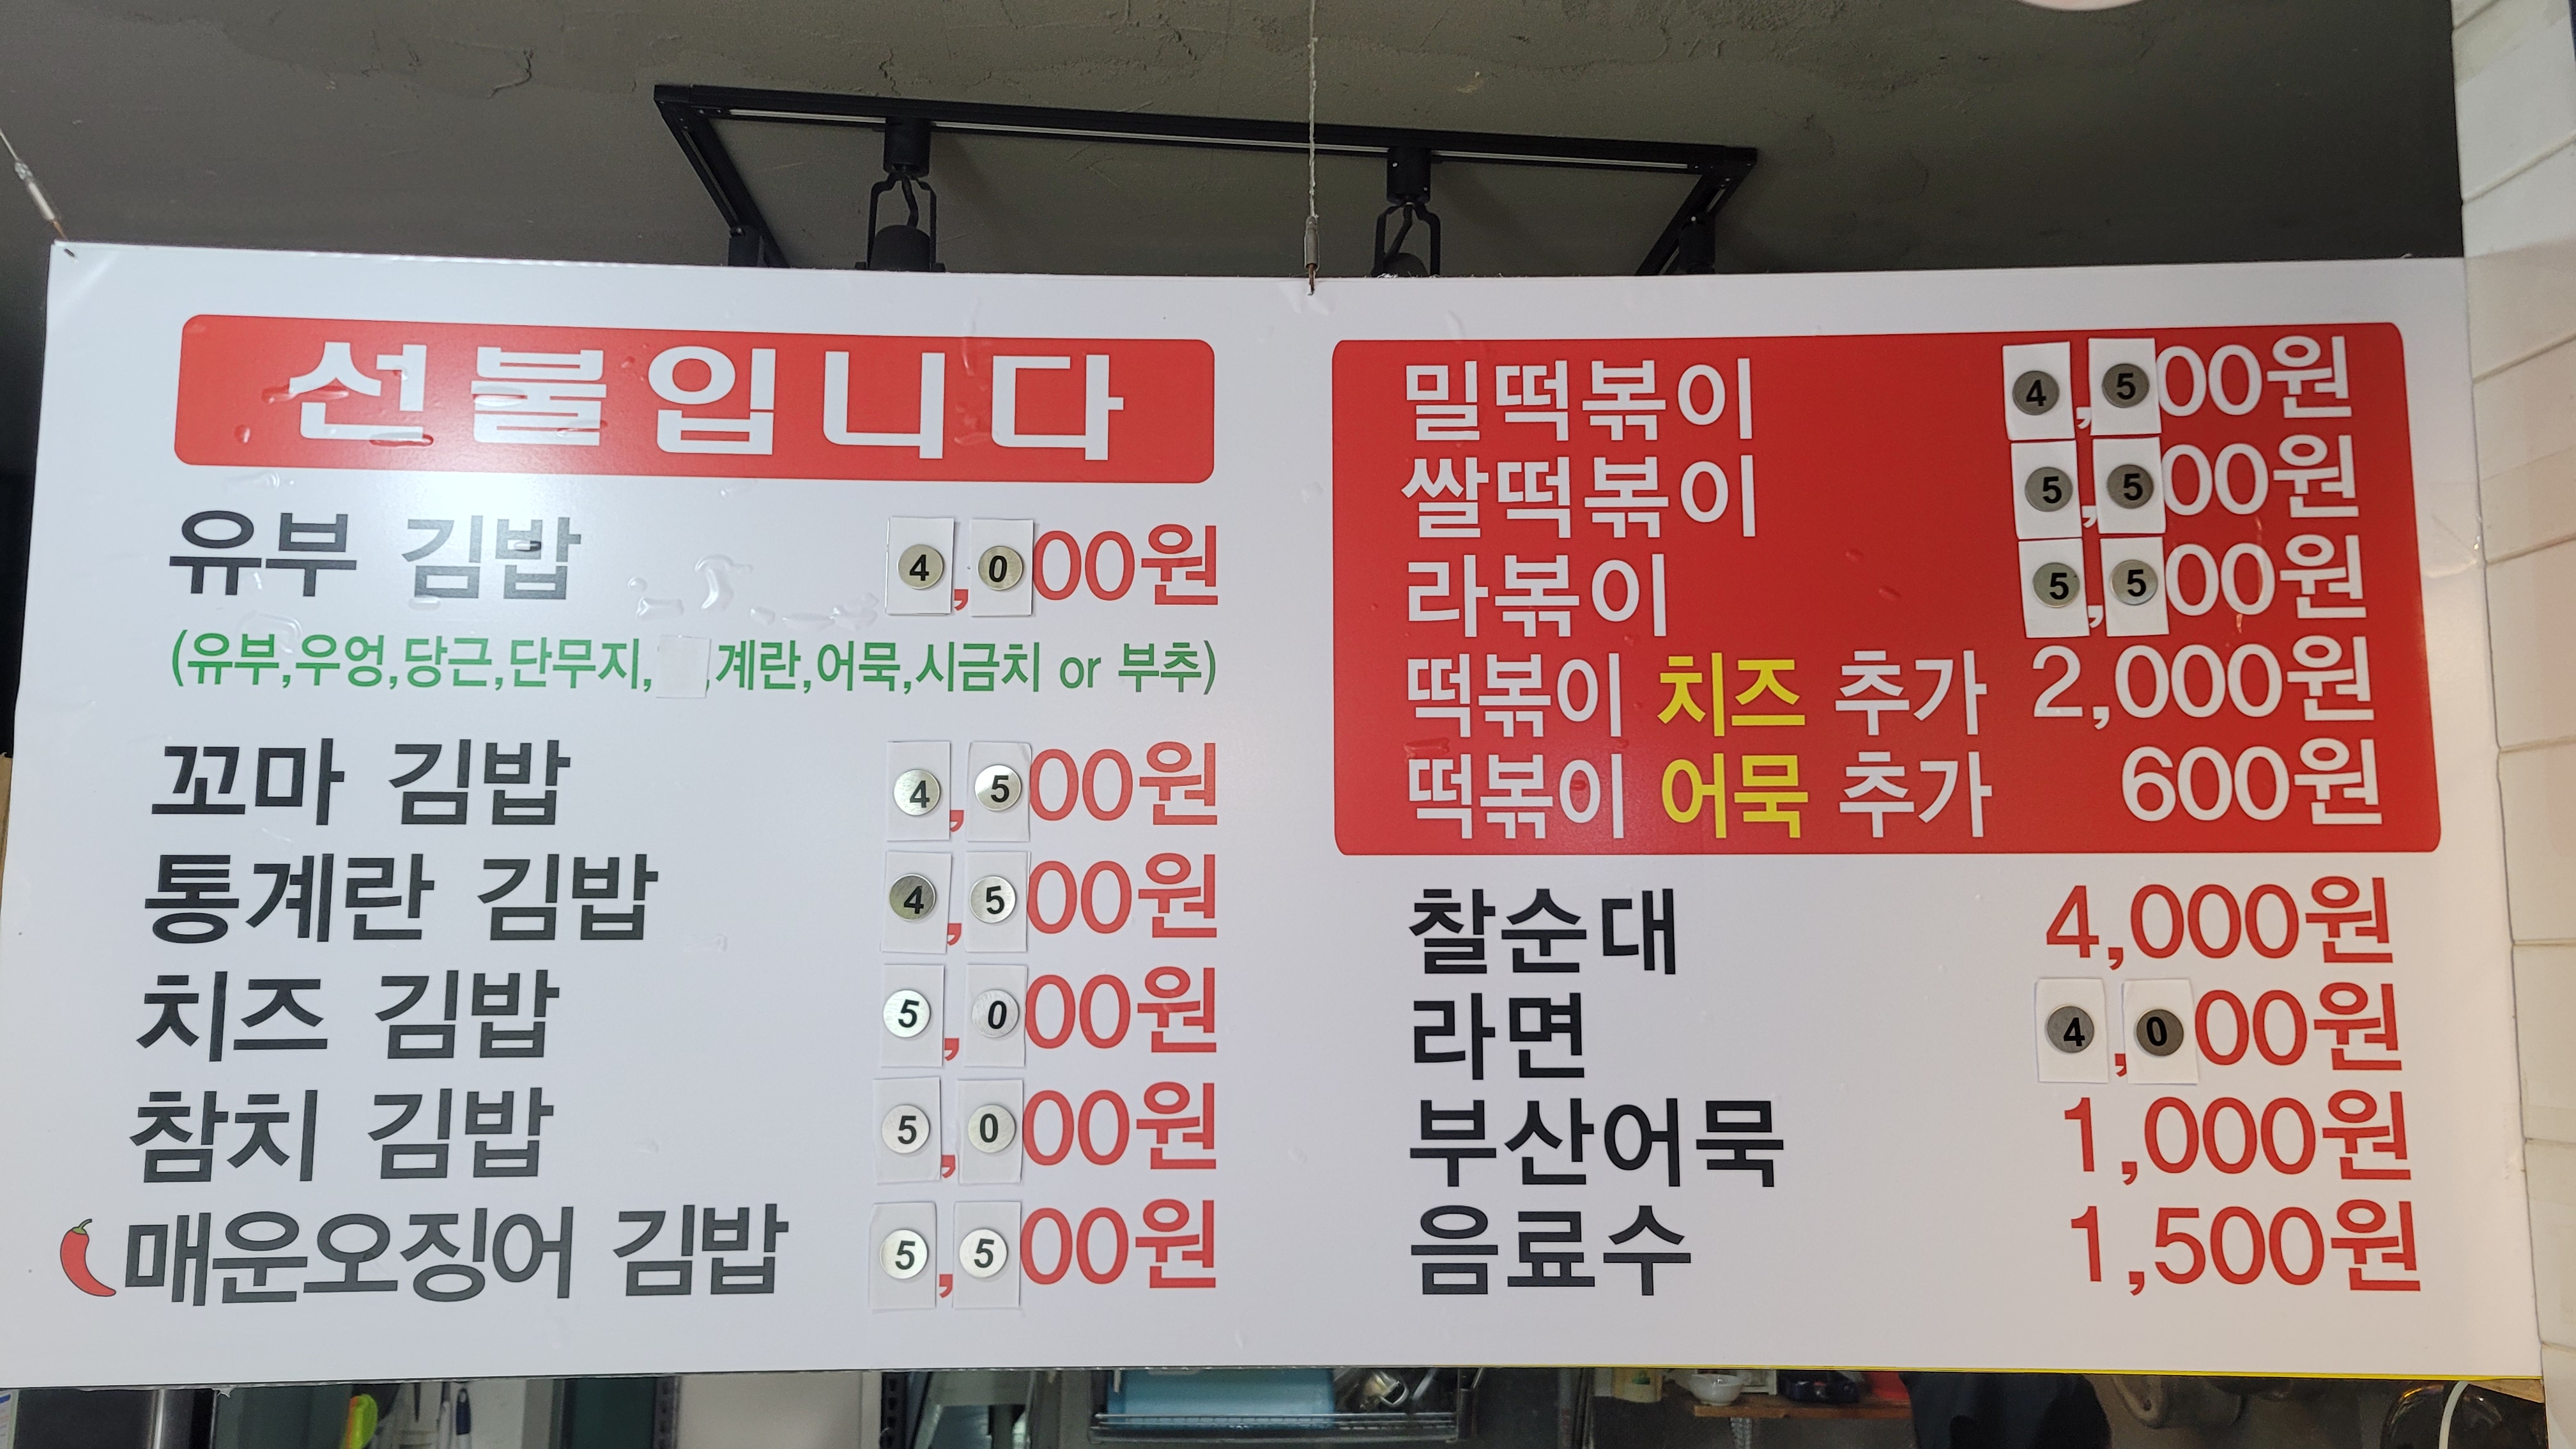 선불입니다
유부 김밥 4,000원
(유부,우엉,당근,단무지, ,계란,어묵,시금치 or 부추)
꼬마 김밥 4,500원
통계란 김밥 4,500원
치즈 김밥 5,000원
참치 김밥 5,000원
매운오징어 김밥 5,500원
밀떡볶이 4,500원
쌀떡볶이 5,500원
라볶이 5,500원
떡볶이 치즈 추가 2,000원
떡볶이 어묵 추가 600원
찰순대 4,000원
라면 4,000원
부산어묵 1,000원
음료수 1,500원